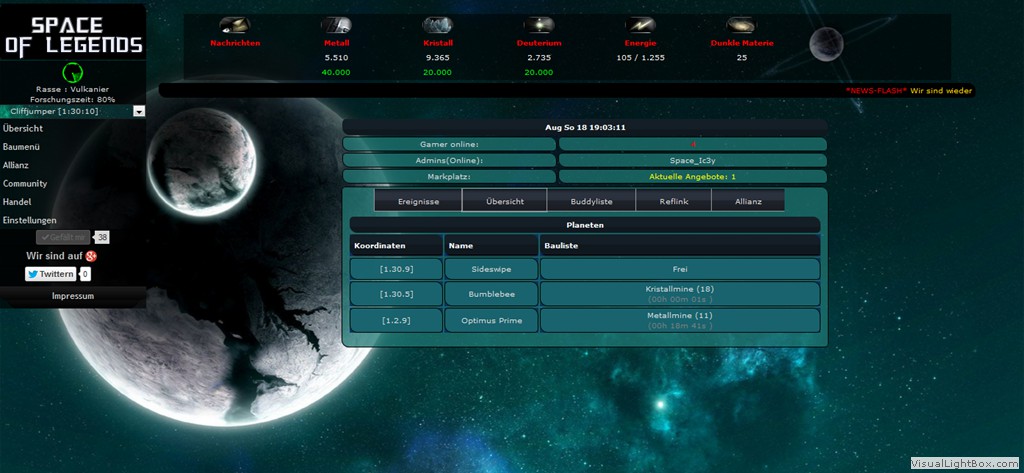 SPACE
OF LEGENDS
Rasse : Vulkanier
Forschungszeit: 80%
Cliffjumper [1:30:10]
Übersicht
Baumenü
Allianz
Community
Handel
Einstellungen
Gefällt mir 38
Wir sind auf
Twittern 0
Impressum
Nachrichten Metall Kristall Deuterium Energie Dunkle Materie
5.510 9.365 2.735 105 / 1.255 25
40.000 20.000 20.000
*NEWS-FLASH* Wir sind wieder
Aug So 18 19:03:11
Gamer online:
Admins(Online): Space_Ic3y
Markplatz: Aktuelle Angebote: 1
Ereignisse Übersicht Buddyliste Reflink Allianz
Planeten
Koordinaten Name Bauliste
[1.30.9] Sideswipe Frei
[1.30.5] Bumblebee Kristallmine (18)
(00h 00m 01s )
[1.2.9] Optimus Prime Metallmine (11)
(00h 18m 41s )
VisualLightBox.com